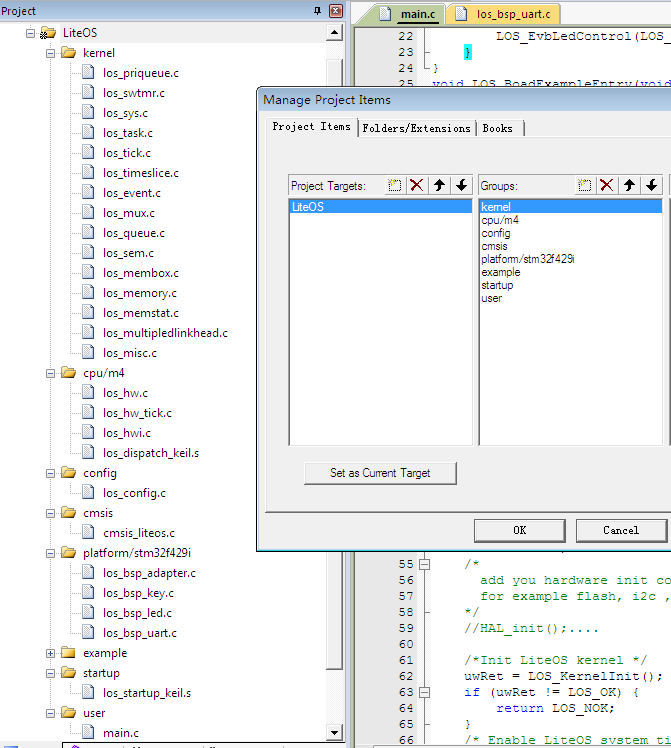 Project
LiteOS
kernel
los_priqueue.c
los_swtmr.c
los_sys.c
los_task.c
los_tick.c
los_timeslice.c
los_event.c
los_mux.c
los_queue.c
los_sem.c
los_membox.c
los_memory.c
los_memstat.c
los_multipledlinkhead.c
los_misc.c
cpu/m4
los_hw.c
los_hw_tick.c
los_hwi.c
los_dispatch_keil.s
config
los_config.c
cmsis
cmsis_liteos.c
platform/stm32f429i
los_bsp_adapter.c
los_bsp_key.c
los_bsp_led.c
los_bsp_uart.c
example
startup
los_startup_keil.s
user
main.c
main.c los_bsp_uart.c
22 LOS_EvbLedControl(LOS_
23 }
24 }
25 void LOS_BoadExampleEntry(void
Manage Project Items
Project Items Folders/Extensions Books
Project Targets:
LiteOS
Groups:
kernel
cpu/m4
config
cmsis
platform/stm32f429i
example
startup
user
Set as Current Target
OK Cancel
55 /*
56 add you hardware init co
57 for example flash, i2c ,
58 */
59 //HAL_init();....
60
61 /*Init LiteOS kernel */
62 uwRet = LOS_KernelInit();
63 if (uwRet != LOS_OK) {
64 return LOS_NOK;
65 }
66 /* Enable LiteOS system ti